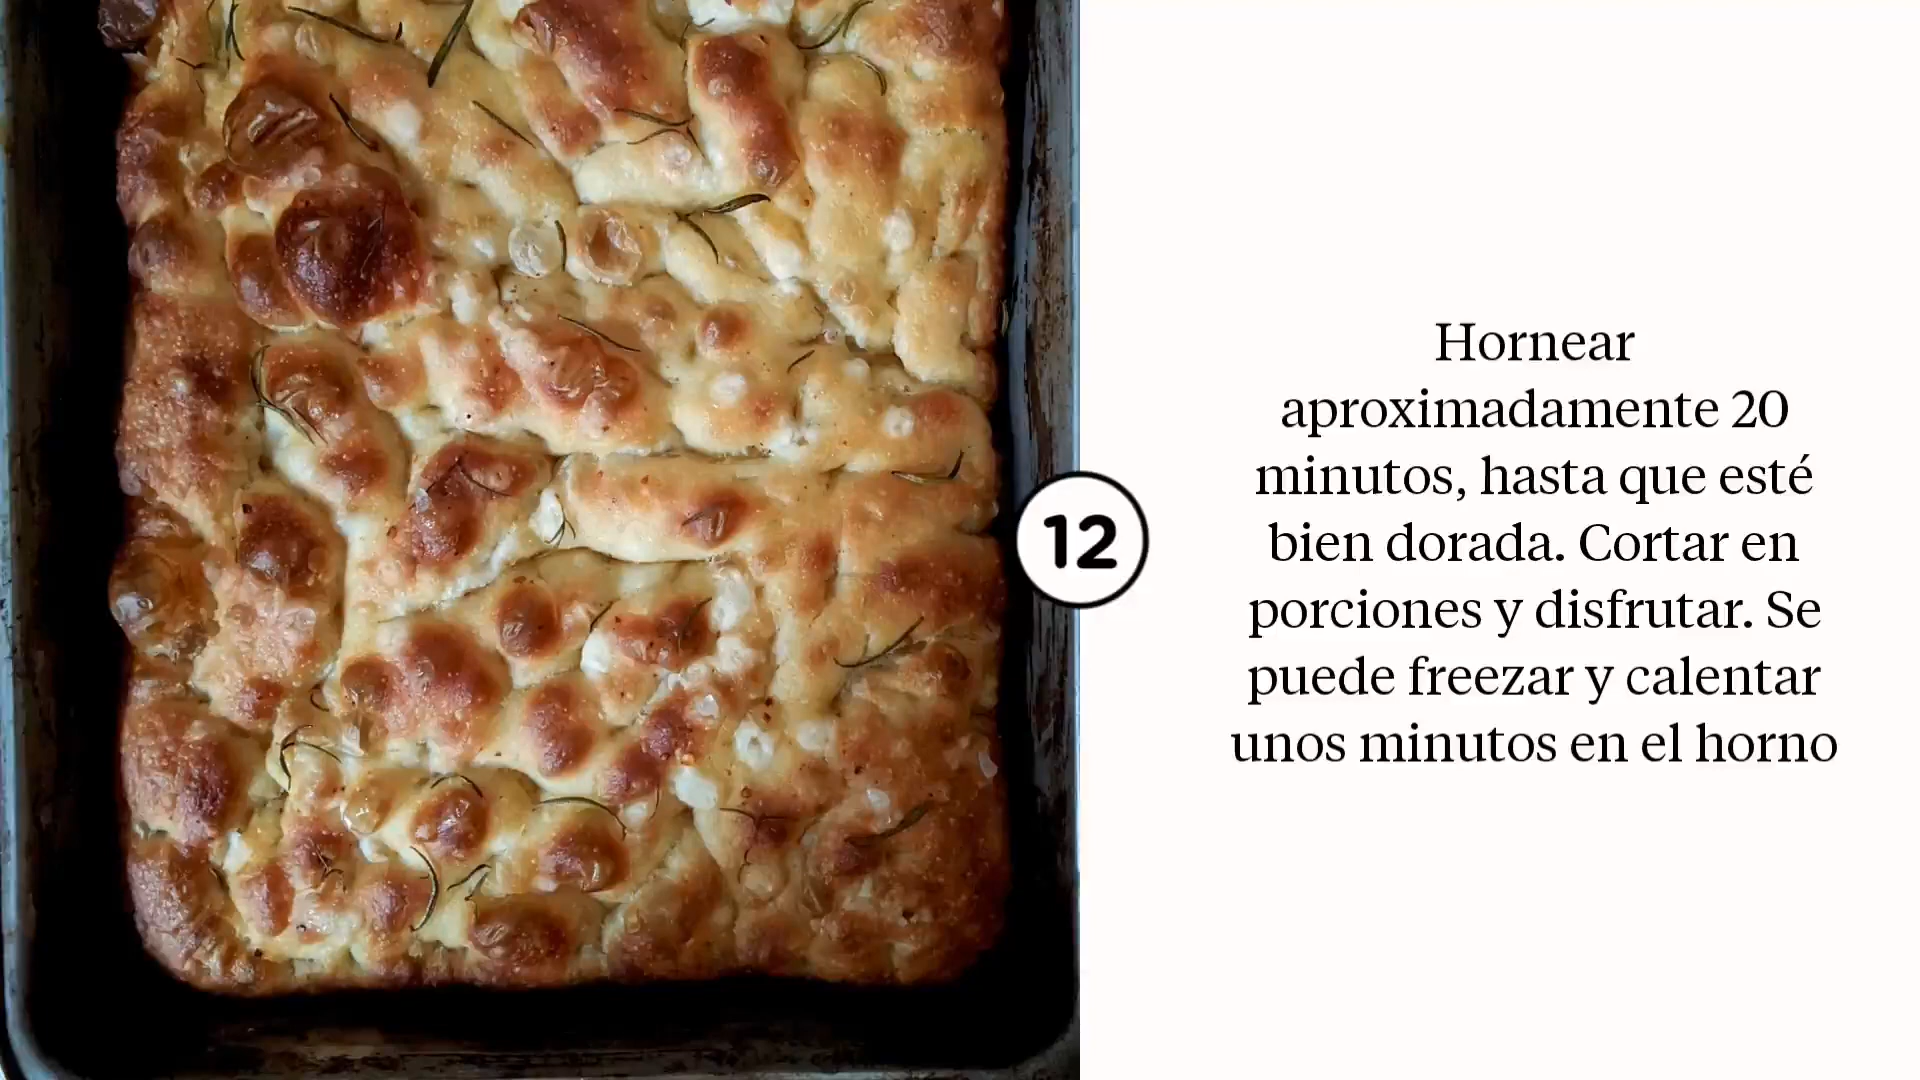 12
Hornear
aproximadamente 20
minutos, hasta que esté
bien dorada. Cortar en
porciones y disfrutar. Se
puede freezar y calentar
unos minutos en el horno